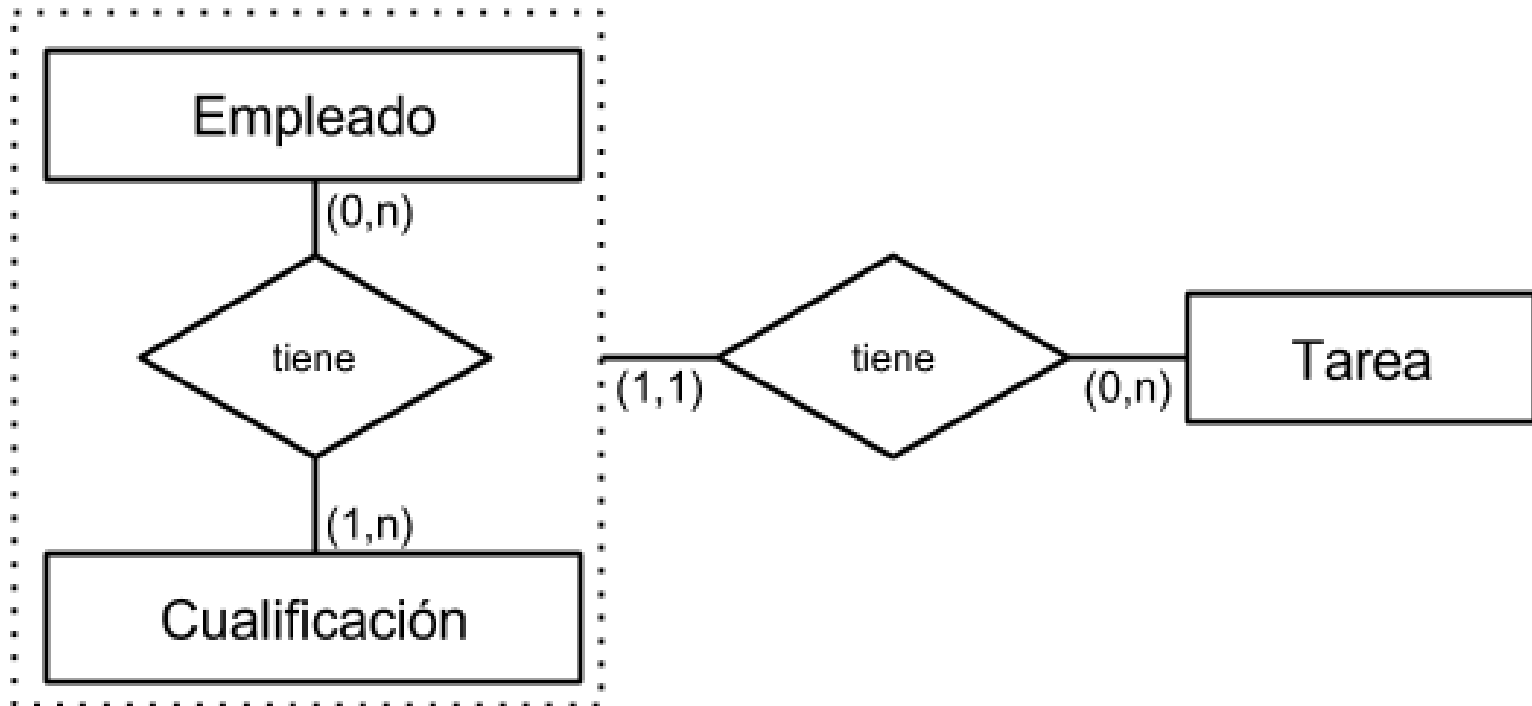 Empleado
(0,n)
tiene
(1,n)
Cualificación
(1,1)
tiene
(0,n)
Tarea